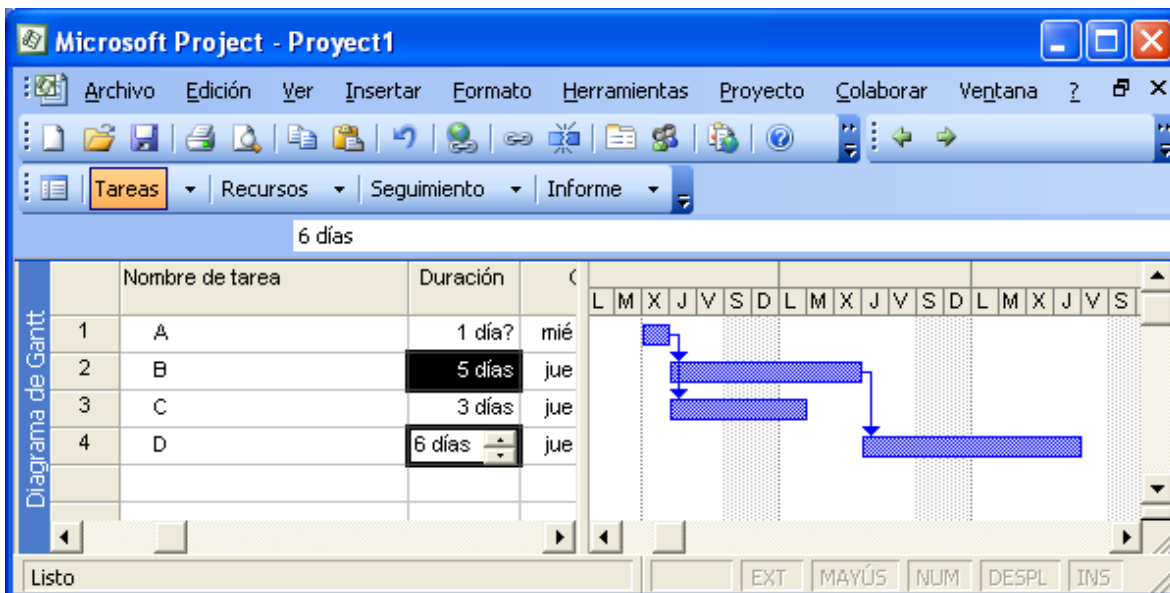 Microsoft Project - Proyect1
Archivo Edición Ver Insertar Formato Herramientas Proyecto Colaborar Ventana ?
Tareas Recursos Seguimiento Informe
6 días
Nombre de tarea Duración
L M X J V S D L M X J V S D L M X J V S
Diagrama de Gantt
1 A 1 día? mié
2 B 5 días jue
3 C 3 días jue
4 D 6 días jue
Listo EXT MAYÚS NUM DESPL INS